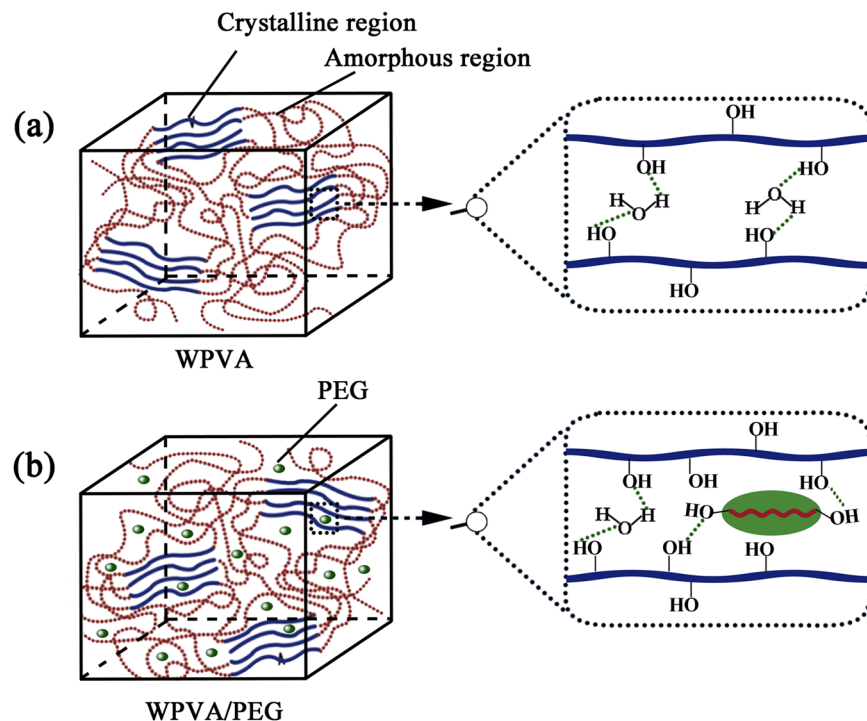 Crystalline region
Amorphous region
(a)
OH
OH HO
H H H H
O O
HO HO
HO
WPVA
PEG
(b)
OH
OH OH HO
H H HO OH
O
HO OH HO
HO
WPVA/PEG